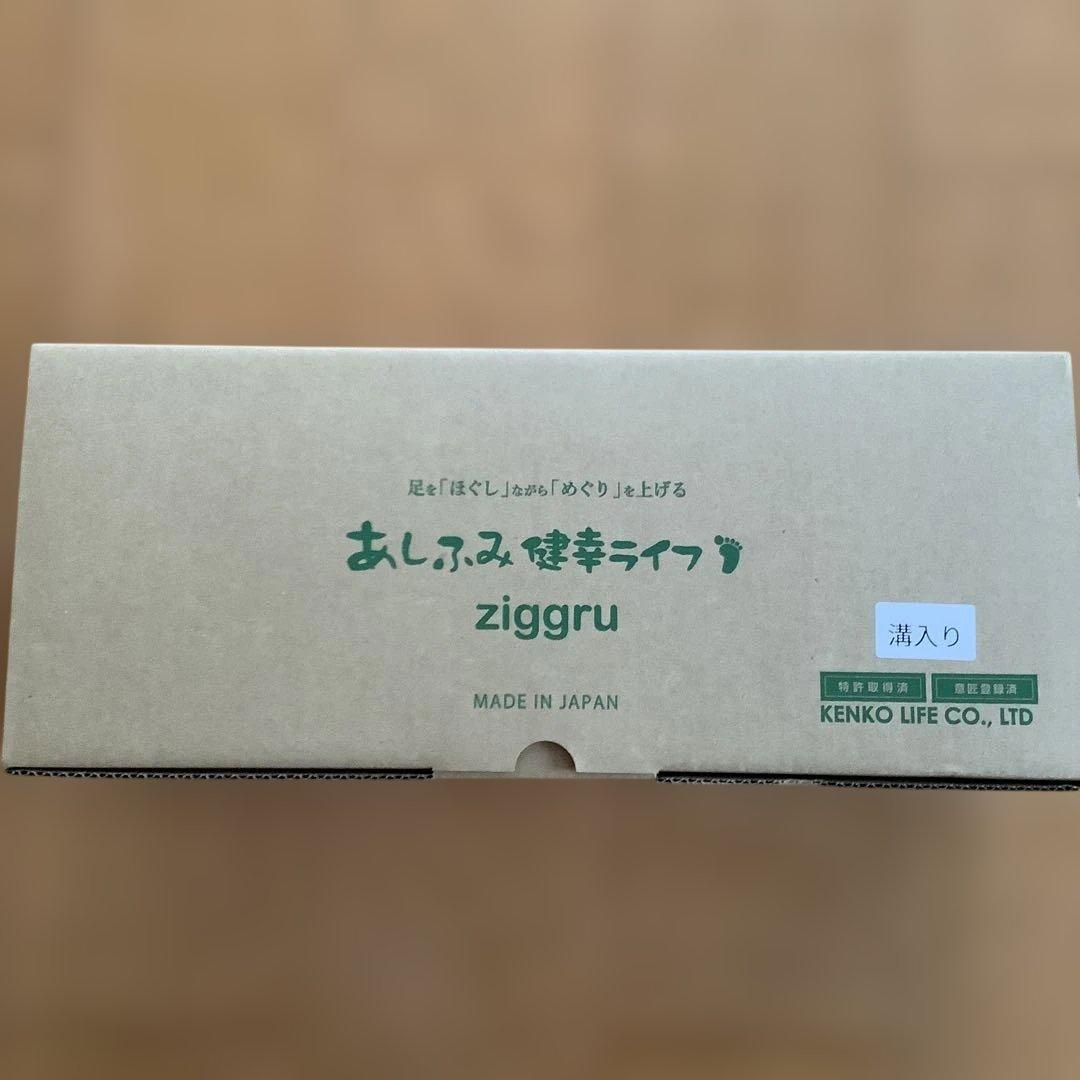 足を「ほぐし」ながら「めぐり」を上げる
あしふみ健幸ライフ
ziggru
MADE IN JAPAN
溝入り
特許取得済 意匠登録済
KENKO LIFE CO., LTD